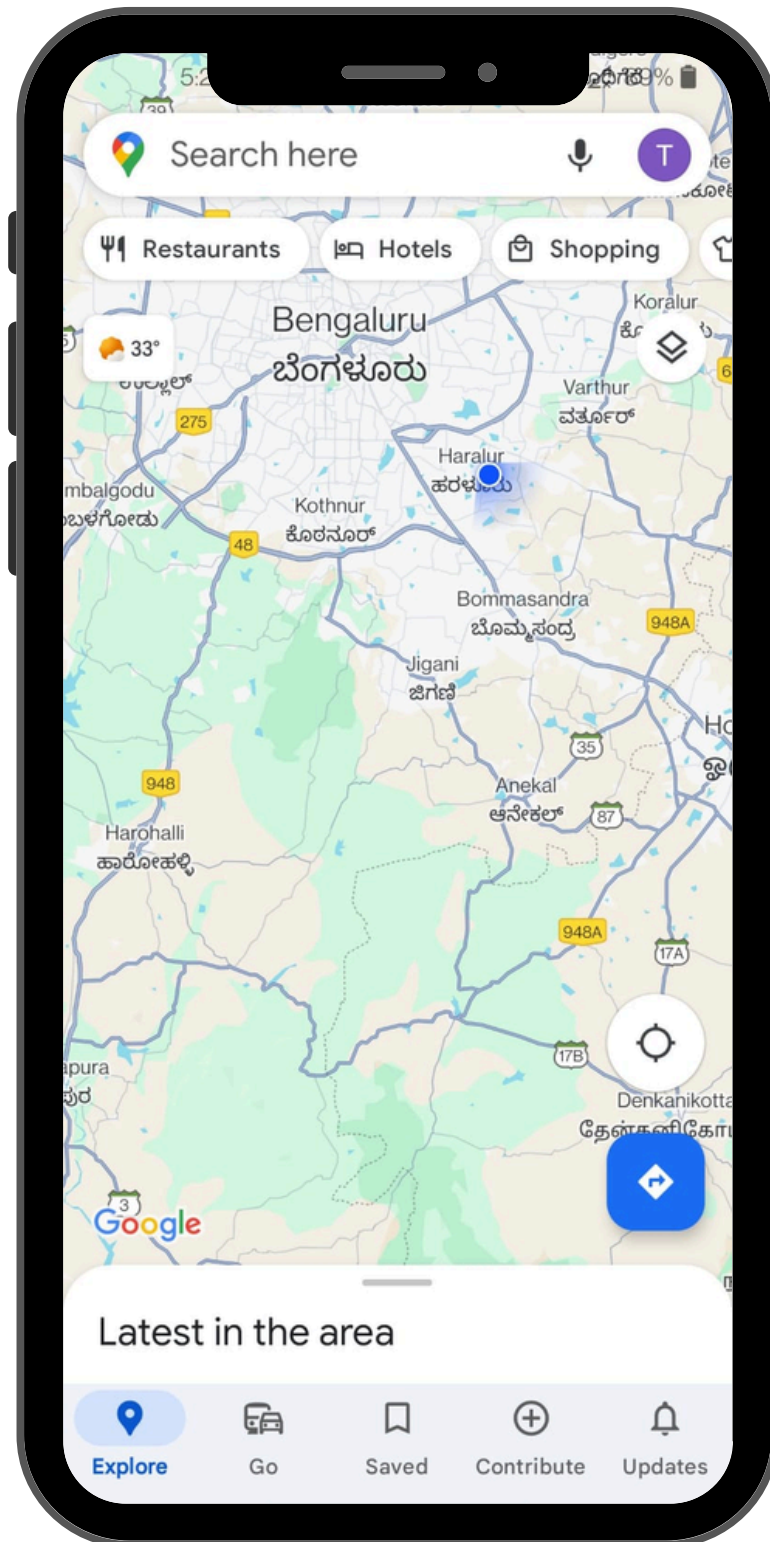 39
Search here
T
Restaurants
Hotels
Shopping
Bengaluru
ಬೆಂಗಳೂರು
Koralur
33°
275
Varthur
ವರ್ತೂರ್
Haralur
ಹರಳೂರು
Kothnur
ಕೊಠನೂರ್
48
Bommasandra
ಬೊಮ್ಮಸಂದ್ರ
948A
Jigani
ಜಿಗಣಿ
35
948
Anekal
ಆನೇಕಲ್
87
Harohalli
ಹಾರೋಹಳ್ಳಿ
948A
17A
17B
Denkanikotta
3
Google
Latest in the area
Explore
Go
Saved
Contribute
Updates